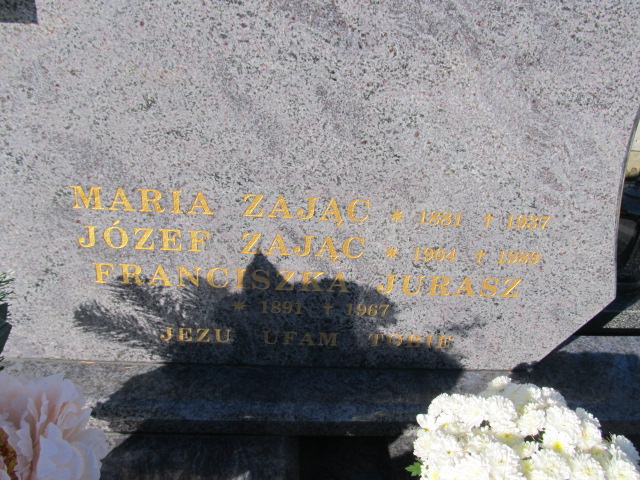 MARIA ZAJĄC * 1881 † 1937
JÓZEF ZAJĄC * 1904 † 1989
FRANCISZKA JURASZ
* 1891 † 1967
JEZU UFAM TOBIE